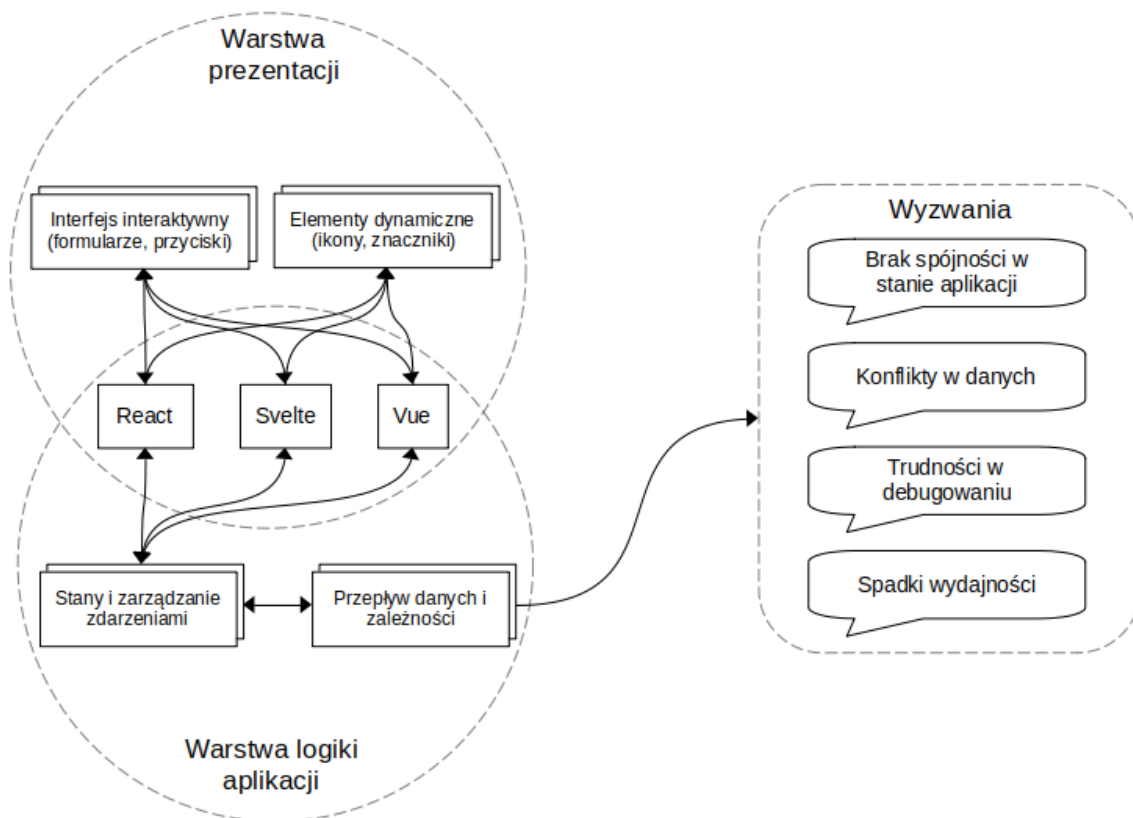 Warstwa
prezentacji
Interfejs interaktywny
(formularze, przyciski)
Elementy dynamiczne
(ikony, znaczniki)
React
Svelte
Vue
Stany i zarządzanie
zdarzeniami
Przepływ danych i
zależności
Warstwa logiki
aplikacji
Wyzwania
Brak spójności w
stanie aplikacji
Konflikty w danych
Trudności w
debugowaniu
Spadki wydajności